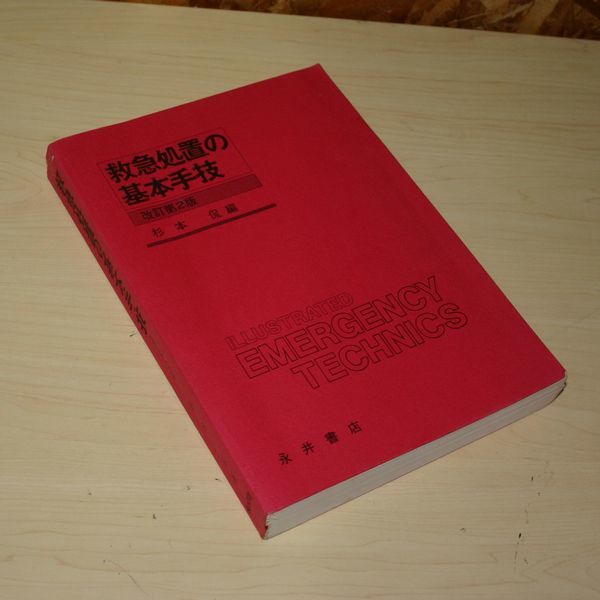 救急処置の
基本手技
改訂第2版
杉本 侃編
ILLUSTRATED
EMERGENCY
TECHNICS
永井書店